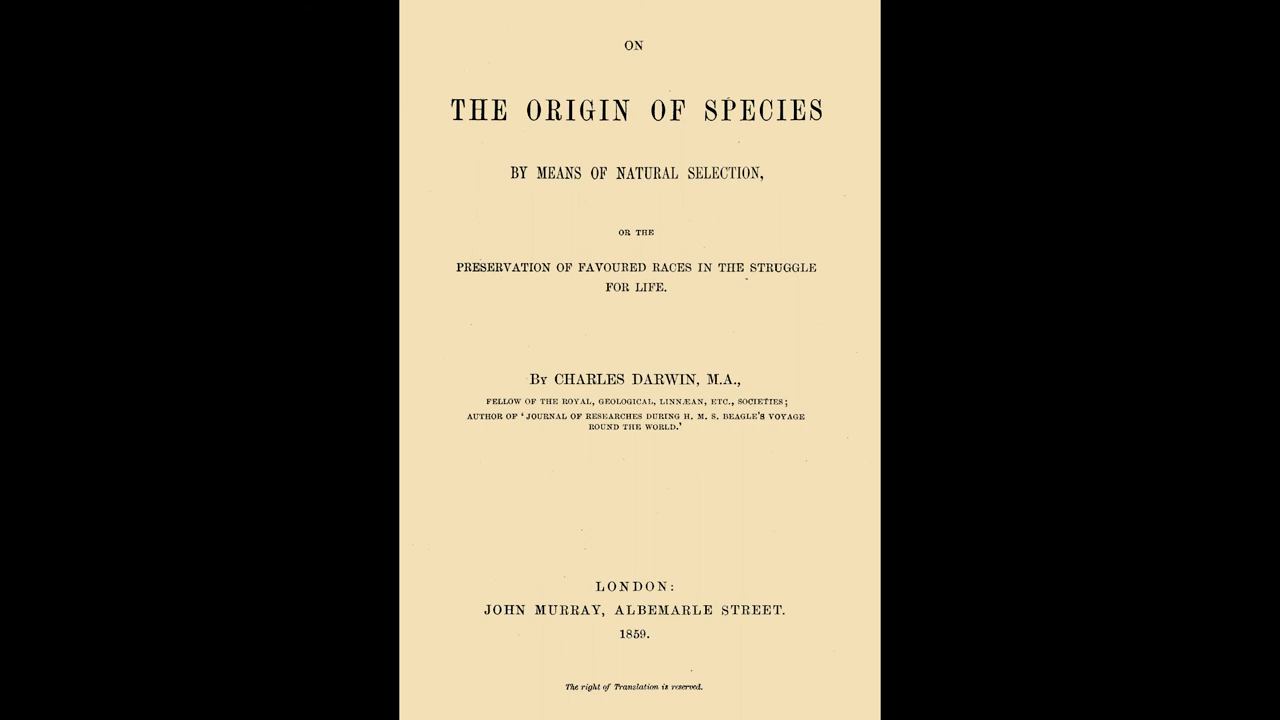 ON
THE ORIGIN OF SPECIES
BY MEANS OF NATURAL SELECTION,
OR THE
PRESERVATION OF FAVOURED RACES IN THE STRUGGLE
FOR LIFE.
By CHARLES DARWIN, M.A.,
FELLOW OF THE ROYAL, GEOLOGICAL, LINNÆAN, ETC., SOCIETIES;
AUTHOR OF ‘JOURNAL OF RESEARCHES DURING H. M. S. BEAGLE’S VOYAGE
ROUND THE WORLD.’
LONDON:
JOHN MURRAY, ALBEMARLE STREET.
1859.
The right of Translation is reserved.